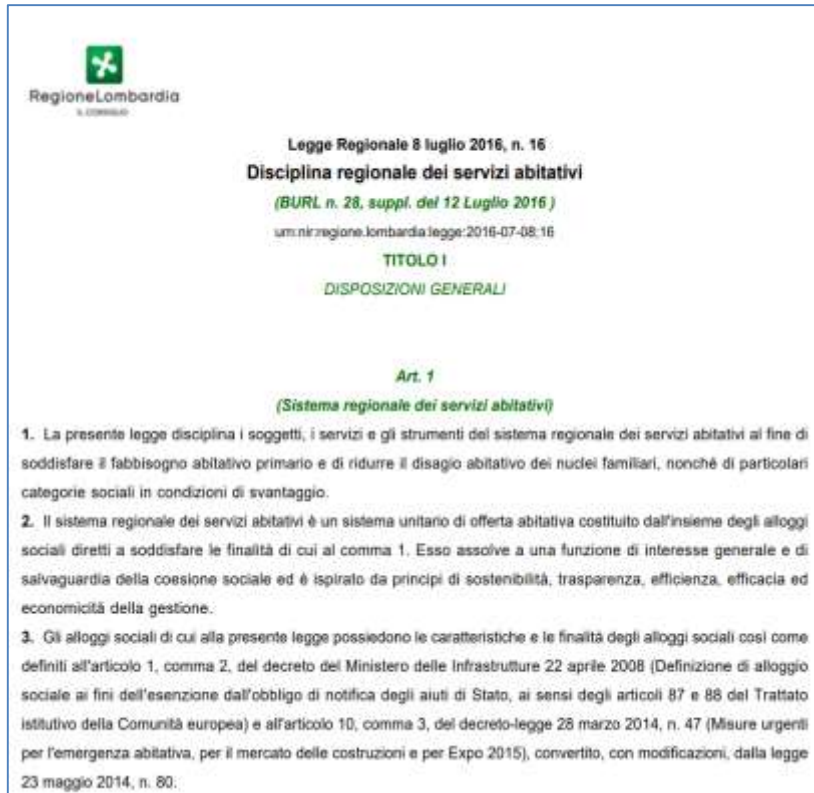 RegioneLombardia
IL CONSIGLIO
Legge Regionale 8 luglio 2016, n. 16
Disciplina regionale dei servizi abitativi
(BURL n. 28, suppl. del 12 Luglio 2016 )
urn:nir:regione.lombardia:legge:2016-07-08;16
TITOLO I
DISPOSIZIONI GENERALI
Art. 1
(Sistema regionale dei servizi abitativi)
1. La presente legge disciplina i soggetti, i servizi e gli strumenti del sistema regionale dei servizi abitativi al fine di
soddisfare il fabbisogno abitativo primario e di ridurre il disagio abitativo dei nuclei familiari, nonché di particolari
categorie sociali in condizioni di svantaggio.
2. Il sistema regionale dei servizi abitativi è un sistema unitario di offerta abitativa costituito dall'insieme degli alloggi
sociali diretti a soddisfare le finalità di cui al comma 1. Esso assolve a una funzione di interesse generale e di
salvaguardia della coesione sociale ed è ispirato da principi di sostenibilità, trasparenza, efficienza, efficacia ed
economicità della gestione.
3. Gli alloggi sociali di cui alla presente legge possiedono le caratteristiche e le finalità degli alloggi sociali così come
definiti all'articolo 1, comma 2, del decreto del Ministero delle Infrastrutture 22 aprile 2008 (Definizione di alloggio
sociale ai fini dell'esenzione dall'obbligo di notifica degli aiuti di Stato, ai sensi degli articoli 87 e 88 del Trattato
istitutivo della Comunità europea) e all'articolo 10, comma 3, del decreto-legge 28 marzo 2014, n. 47 (Misure urgenti
per l'emergenza abitativa, per il mercato delle costruzioni e per Expo 2015), convertito, con modificazioni, dalla legge
23 maggio 2014, n. 80.